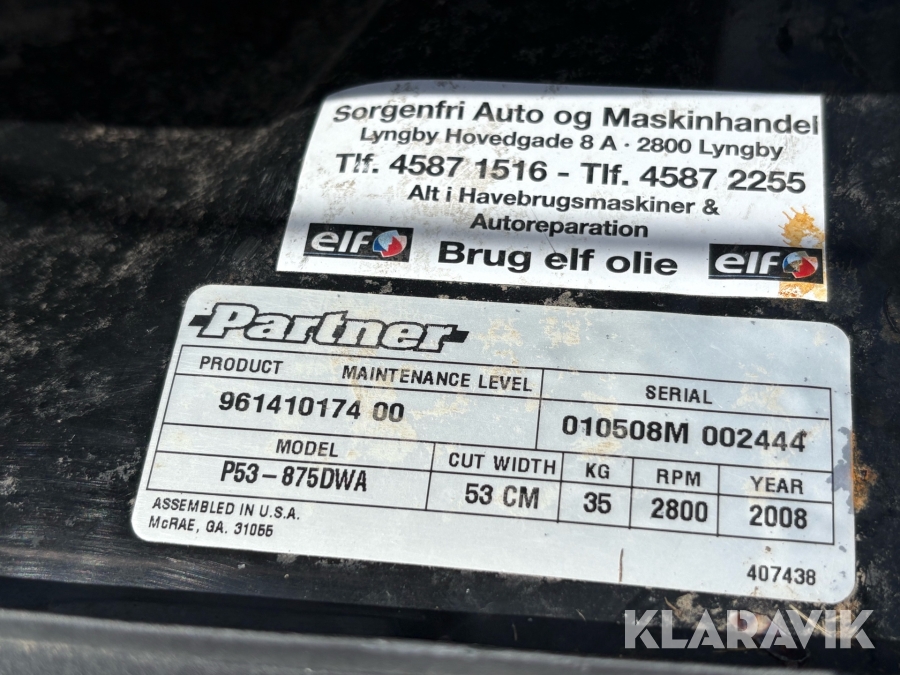 Sorgenfri Auto og Maskinhandel
Lyngby Hovedgade 8 A · 2800 Lyngby
Tlf. 4587 1516 - Tlf. 4587 2255
Alt i Havebrugsmaskiner &
Autoreparation
elf Brug elf olie elf
Partner
PRODUCT MAINTENANCE LEVEL SERIAL
961410174 00 010508M 002444
MODEL CUT WIDTH KG RPM YEAR
P53-875DWA 53 CM 35 2800 2008
ASSEMBLED IN U.S.A.
McRAE, GA. 31055
407438
KLARAVIK